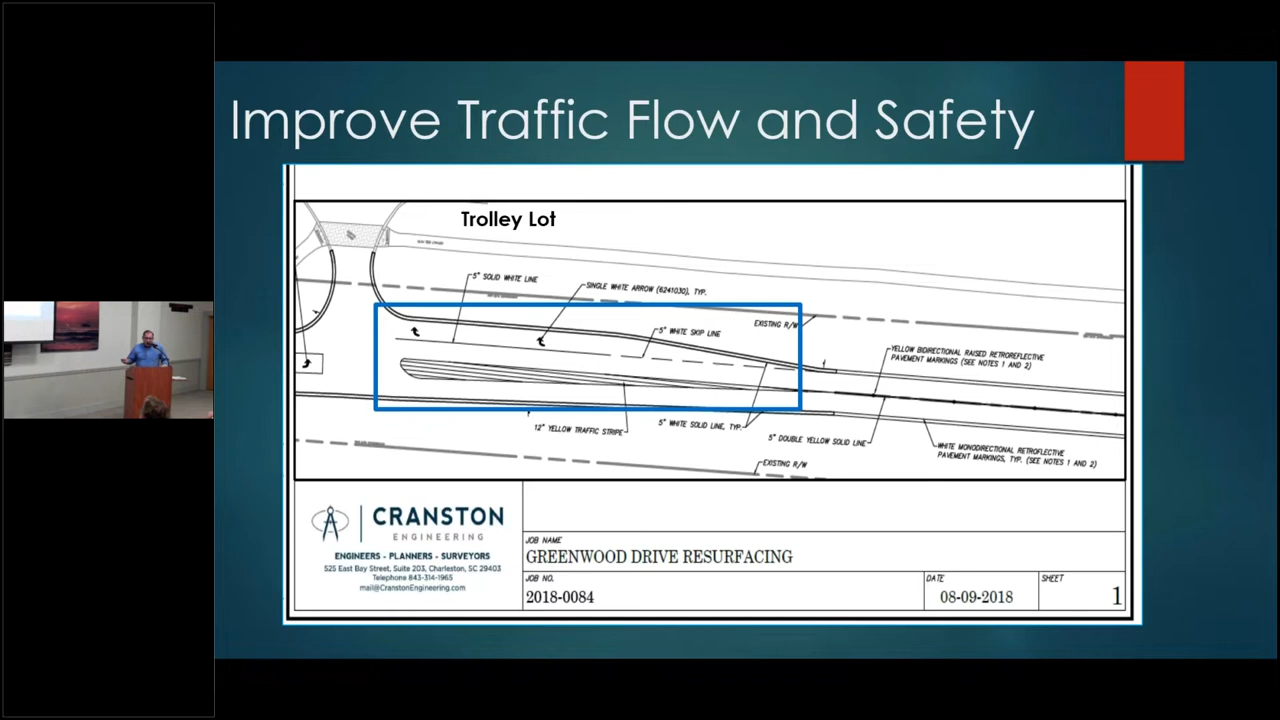 Improve Traffic Flow and Safety
Trolley Lot
5" SOLID WHITE LINE
SINGLE WHITE ARROW (6241030), TYP.
5" WHITE SKIP LINE
EXISTING R/W
YELLOW BIDIRECTIONAL RAISED RETROREFLECTIVE
PAVEMENT MARKINGS (SEE NOTES 1 AND 2)
12" YELLOW TRAFFIC STRIPE
5" WHITE SOLID LINE, TYP.
5" DOUBLE YELLOW SOLID LINE
WHITE MONODIRECTIONAL RETROFLECTIVE
PAVEMENT MARKINGS, TYP. (SEE NOTES 1 AND 2)
EXISTING R/W
CRANSTON
ENGINEERING
ENGINEERS - PLANNERS - SURVEYORS
525 East Bay Street, Suite 203, Charleston, SC 29403
Telephone 843-314-1965
mail@CranstonEngineering.com
JOB NAME
GREENWOOD DRIVE RESURFACING
JOB NO.
2018-0084
DATE
08-09-2018
SHEET
1